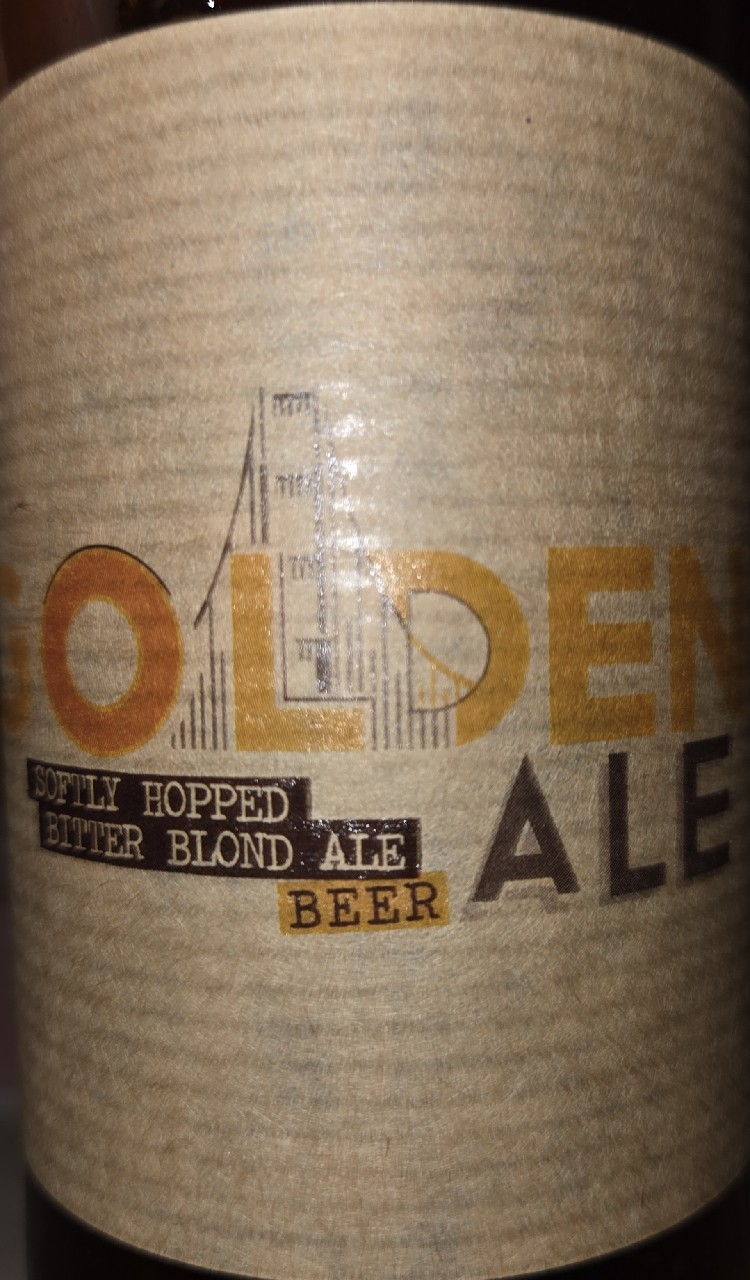 GOLDEN
ALE
SOFTLY HOPPED
BITTER BLOND ALE
BEER